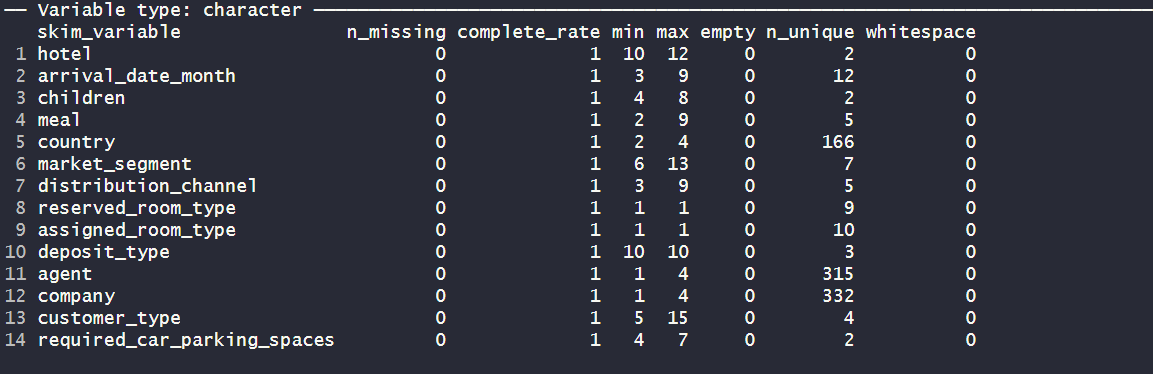 ── Variable type: character ──────────────────────────────
skim_variable n_missing complete_rate min max empty n_unique whitespace
1 hotel 0 1 10 12 0 2 0
2 arrival_date_month 0 1 3 9 0 12 0
3 children 0 1 4 8 0 2 0
4 meal 0 1 2 9 0 5 0
5 country 0 1 2 4 0 166 0
6 market_segment 0 1 6 13 0 7 0
7 distribution_channel 0 1 3 9 0 5 0
8 reserved_room_type 0 1 1 1 0 9 0
9 assigned_room_type 0 1 1 1 0 10 0
10 deposit_type 0 1 10 10 0 3 0
11 agent 0 1 1 4 0 315 0
12 company 0 1 1 4 0 332 0
13 customer_type 0 1 5 15 0 4 0
14 required_car_parking_spaces 0 1 4 7 0 2 0